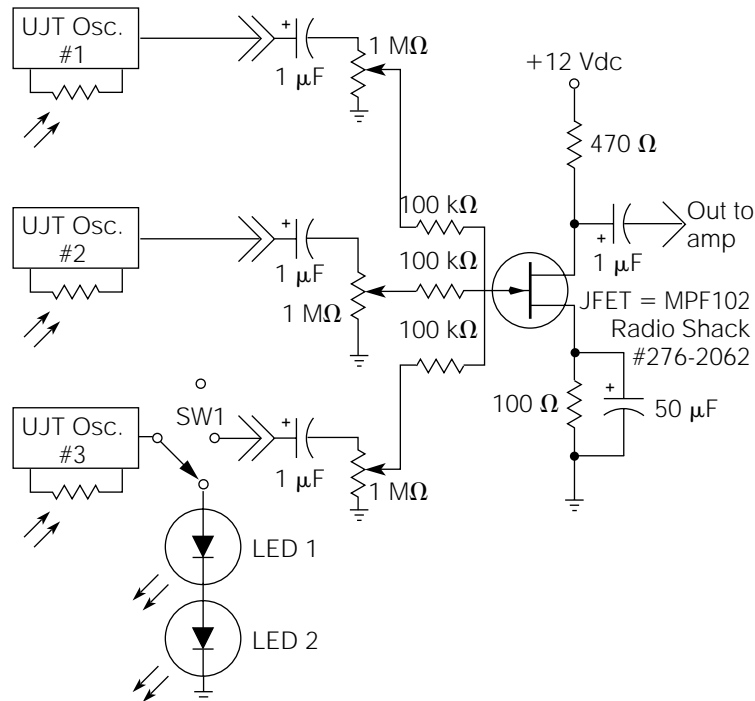 UJT Osc.
#1
+
1 μF
1 MΩ
+12 Vdc
470 Ω
UJT Osc.
#2
+
1 μF
1 MΩ
100 kΩ
100 kΩ
100 kΩ
+
1 μF
Out to
amp
JFET = MPF102
Radio Shack
#276-2062
100 Ω
+
50 μF
UJT Osc.
#3
SW1
+
1 μF
1 MΩ
LED 1
LED 2